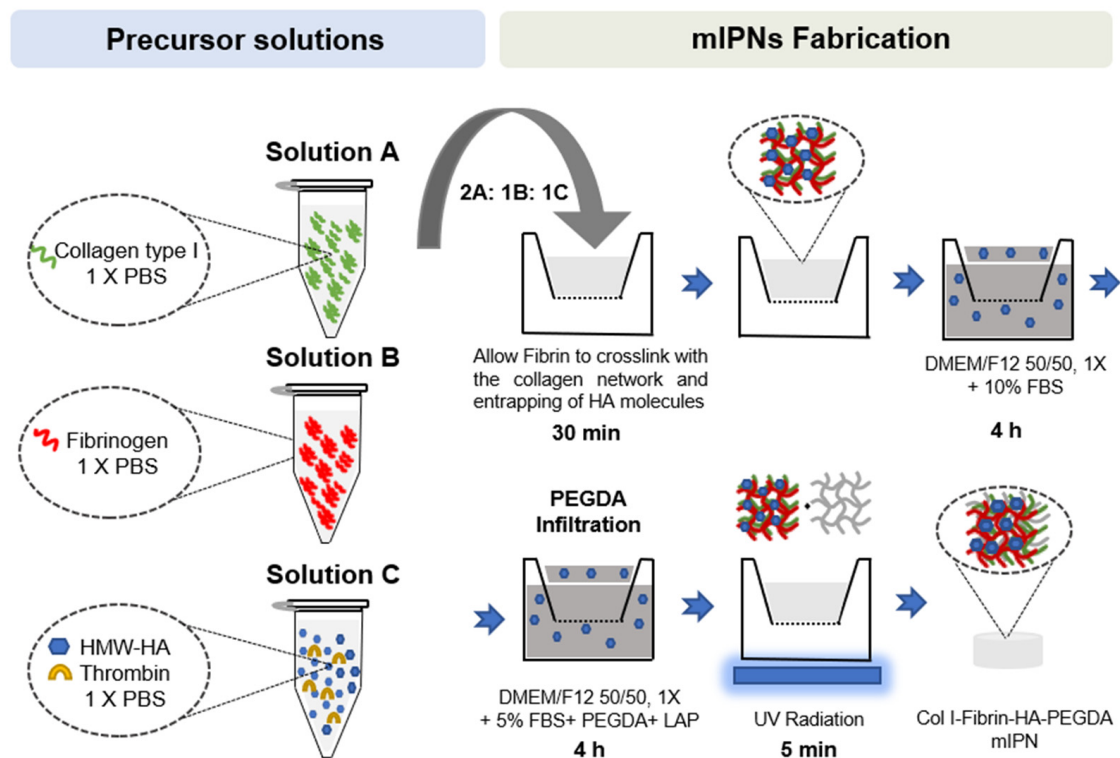 Precursor solutions
mIPNs Fabrication
Solution A
Collagen type I
1 X PBS
2A: 1B: 1C
Allow Fibrin to crosslink with
the collagen network and
entrapping of HA molecules
30 min
DMEM/F12 50/50, 1X
+ 10% FBS
4 h
Solution B
Fibrinogen
1 X PBS
Solution C
HMW-HA
Thrombin
1 X PBS
PEGDA
Infiltration
DMEM/F12 50/50, 1X
+ 5% FBS+ PEGDA+ LAP
4 h
UV Radiation
5 min
Col I-Fibrin-HA-PEGDA
mIPN